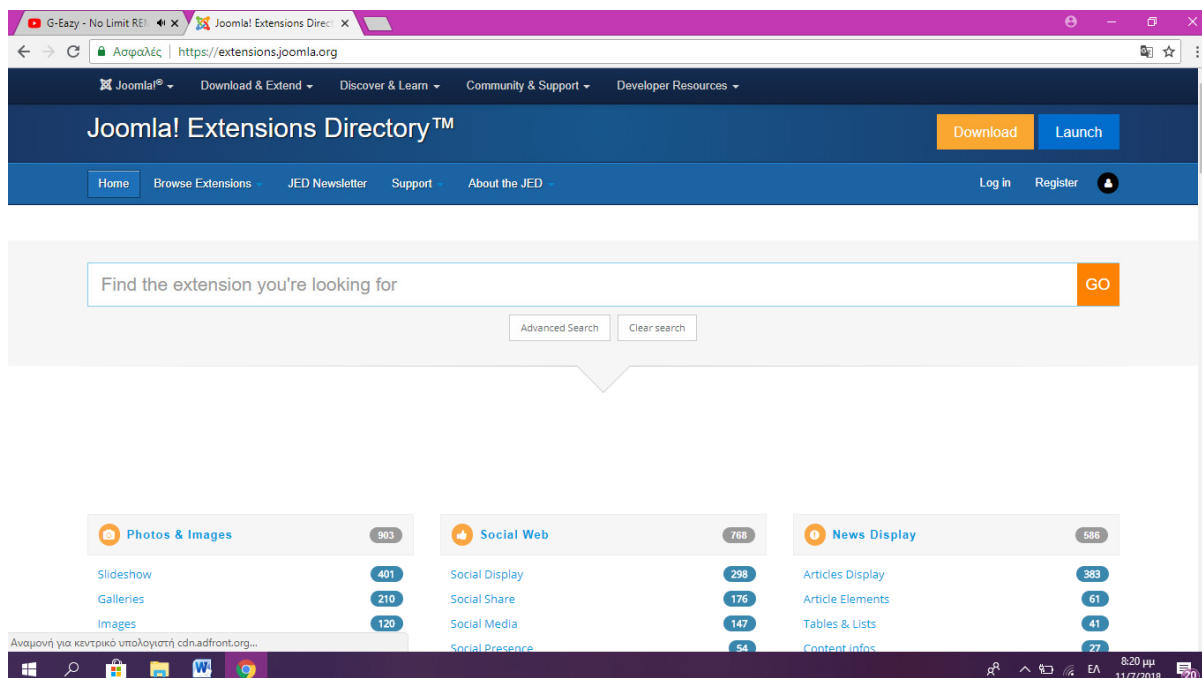 G-Eazy - No Limit RE
Joomla! Extensions Direct
Ασφαλές | https://extensions.joomla.org
Joomla!® Download & Extend Discover & Learn Community & Support Developer Resources
Joomla! Extensions Directory™
Download Launch
Home Browse Extensions JED Newsletter Support About the JED Log in Register
Find the extension you're looking for GO
Advanced Search Clear search
Photos & Images 903 Social Web 768 News Display 586
Slideshow 401 Social Display 298 Articles Display 383
Galleries 210 Social Share 176 Article Elements 61
Images 120 Social Media 147 Tables & Lists 41
Social Presence 54 Content infos 27
Αναμονή για κεντρικό υπολογιστή cdn.adfront.org...
ΕΛ 8:20 μμ
11/7/2018 20